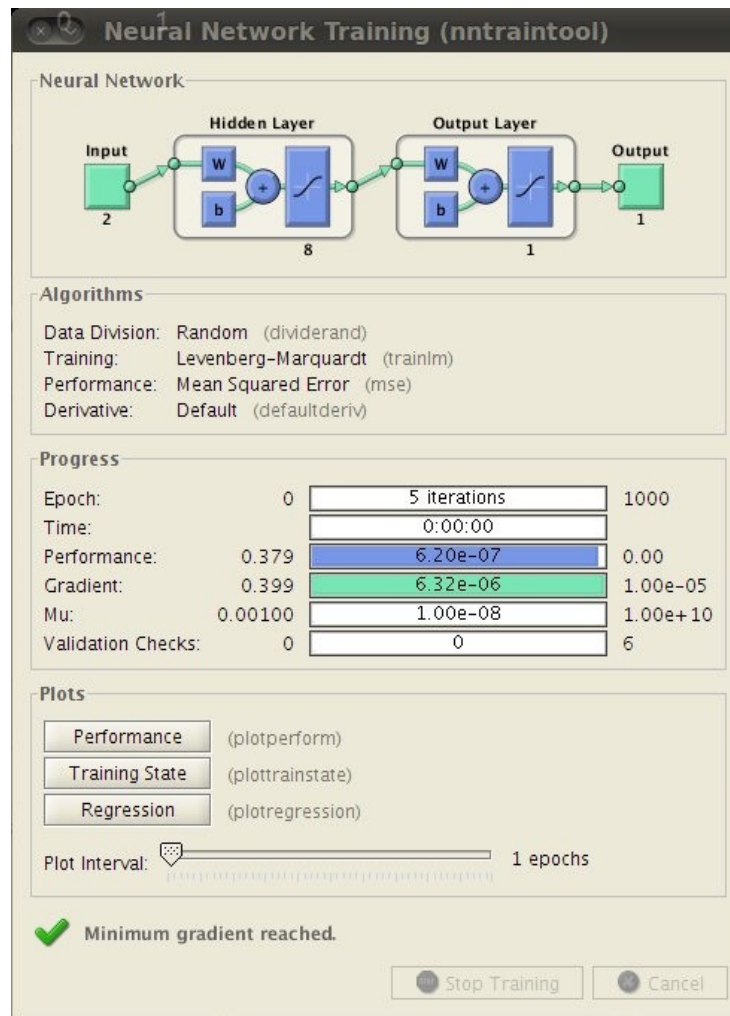 0 1
Neural Network Training (nntraintool)
Neural Network
Hidden Layer Output Layer
Input Output
W W
+ +
b b
2 8 1 1
Algorithms
Data Division: Random (dividerand)
Training: Levenberg-Marquardt (trainlm)
Performance: Mean Squared Error (mse)
Derivative: Default (defaultderiv)
Progress
Epoch: 0 5 iterations 1000
Time: 0:00:00
Performance: 0.379 6.20e-07 0.00
Gradient: 0.399 6.32e-06 1.00e-05
Mu: 0.00100 1.00e-08 1.00e+10
Validation Checks: 0 0 6
Plots
Performance (plotperform)
Training State (plottrainstate)
Regression (plotregression)
Plot Interval: 1 epochs
Minimum gradient reached.
Stop Training Cancel